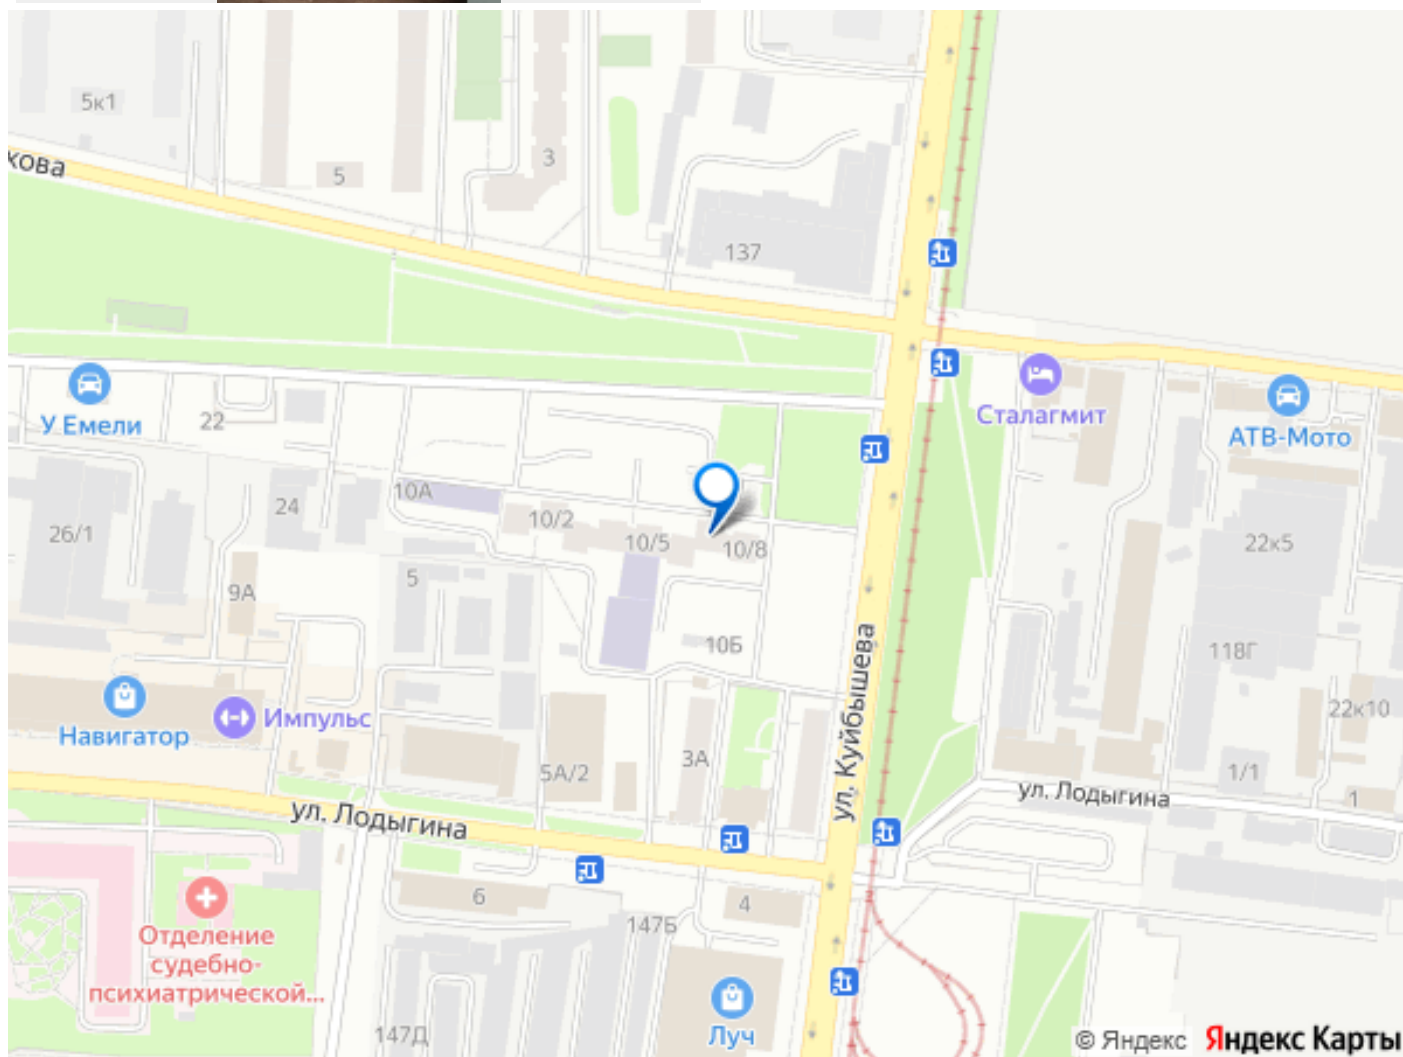 5к1
кова
5
3
137
У Емели
22
Сталагмит
АТВ-Мото
10А
24
26/1
10/2
10/5
10/8
22к5
9А
5
10Б
118Г
22к10
Навигатор
Импульс
5А/2
3А
ул. Куйбышева
1/1
1
ул. Лодыгина
ул. Лодыгина
6
4
147Б
Отделение
судебно-
психиатрической...
147Д
Луч
© Яндекс Яндекс Карты